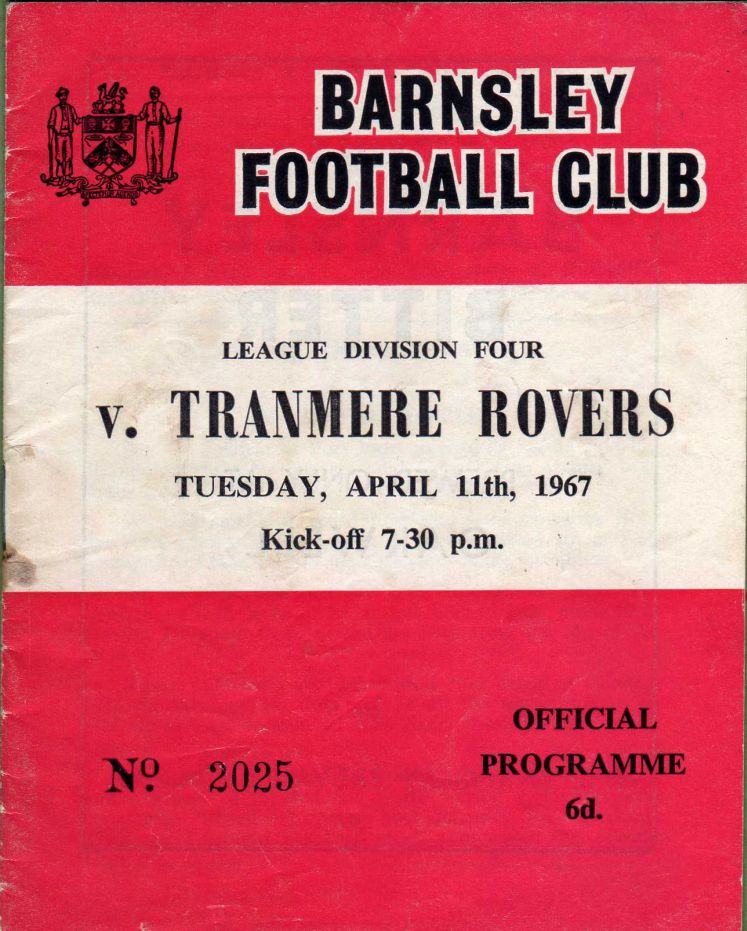 BARNSLEY
FOOTBALL CLUB
LEAGUE DIVISION FOUR
v. TRANMERE ROVERS
TUESDAY, APRIL 11th, 1967
Kick-off 7-30 p.m.
Nº 2025
OFFICIAL
PROGRAMME
6d.